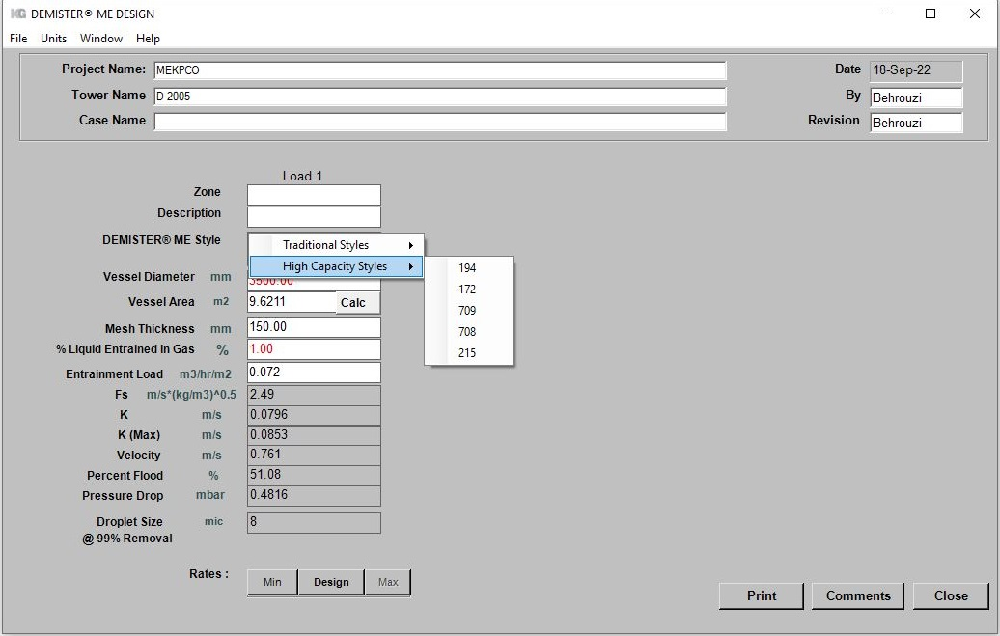 KG DEMISTER® ME DESIGN
File Units Window Help
Project Name: MEKPCO Date 18-Sep-22
Tower Name D-2005 By Behrouzi
Case Name Revision Behrouzi
Load 1
Zone
Description
DEMISTER® ME Style Traditional Styles
High Capacity Styles 194
Vessel Diameter mm 3500.00 172
Vessel Area m2 9.6211 Calc 709
Mesh Thickness mm 150.00 708
% Liquid Entrained in Gas % 1.00 215
Entrainment Load m3/hr/m2 0.072
Fs m/s*(kg/m3)^0.5 2.49
K m/s 0.0796
K (Max) m/s 0.0853
Velocity m/s 0.761
Percent Flood % 51.08
Pressure Drop mbar 0.4816
Droplet Size mic 8
@ 99% Removal
Rates : Min Design Max
Print Comments Close